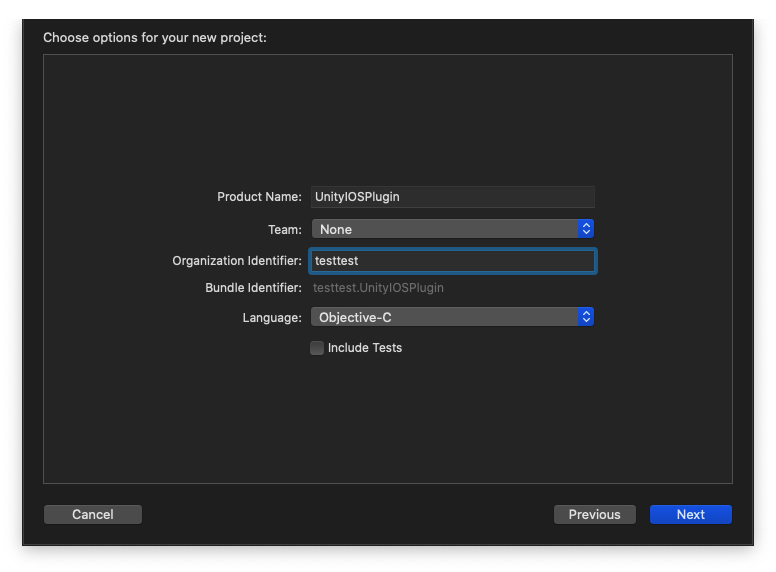 Choose options for your new project:
Product Name: UnityIOSPlugin
Team: None
Organization Identifier: testtest
Bundle Identifier: testtest.UnityIOSPlugin
Language: Objective-C
Include Tests
Cancel Previous Next